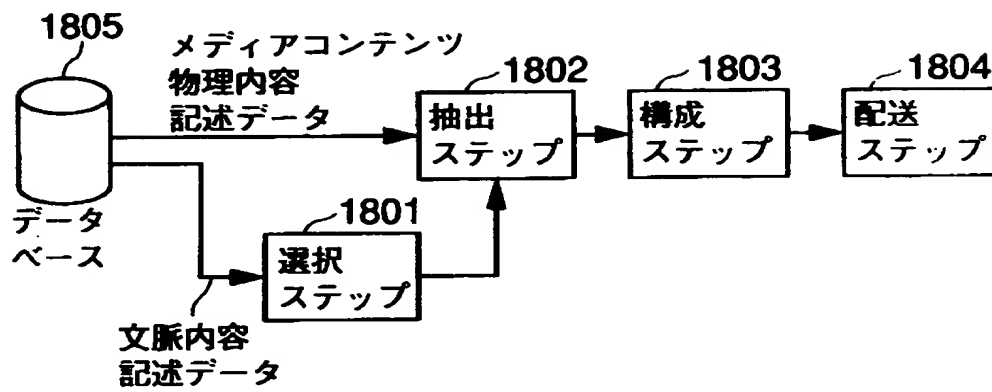 1805
メディアコンテンツ
物理内容
記述データ
1802
抽出
ステップ
1803
構成
ステップ
1804
配送
ステップ
データ
ベース
1801
選択
ステップ
文脈内容
記述データ